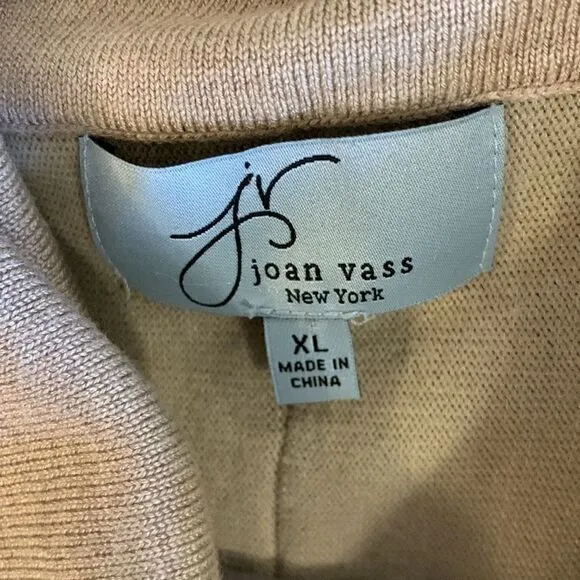 jv
joan vass
New York
XL
MADE IN
CHINA